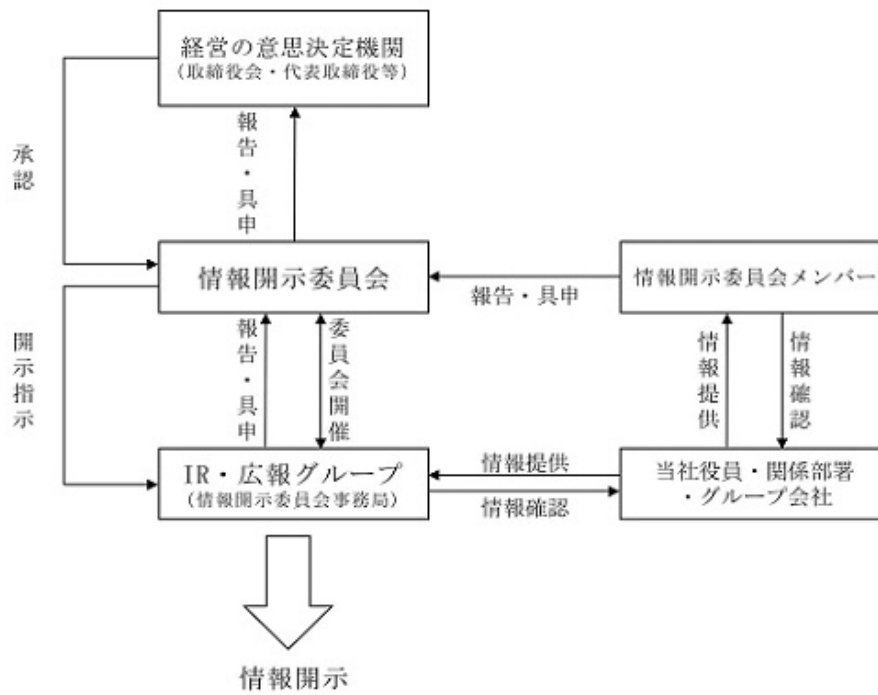 経営の意思決定機関
（取締役会・代表取締役等）
承認
報告・具申
情報開示委員会
報告・具申
情報開示委員会メンバー
開示指示
報告・具申
委員会開催
情報提供
情報確認
IR・広報グループ
（情報開示委員会事務局）
情報提供
情報確認
当社役員・関係部署
・グループ会社
情報開示